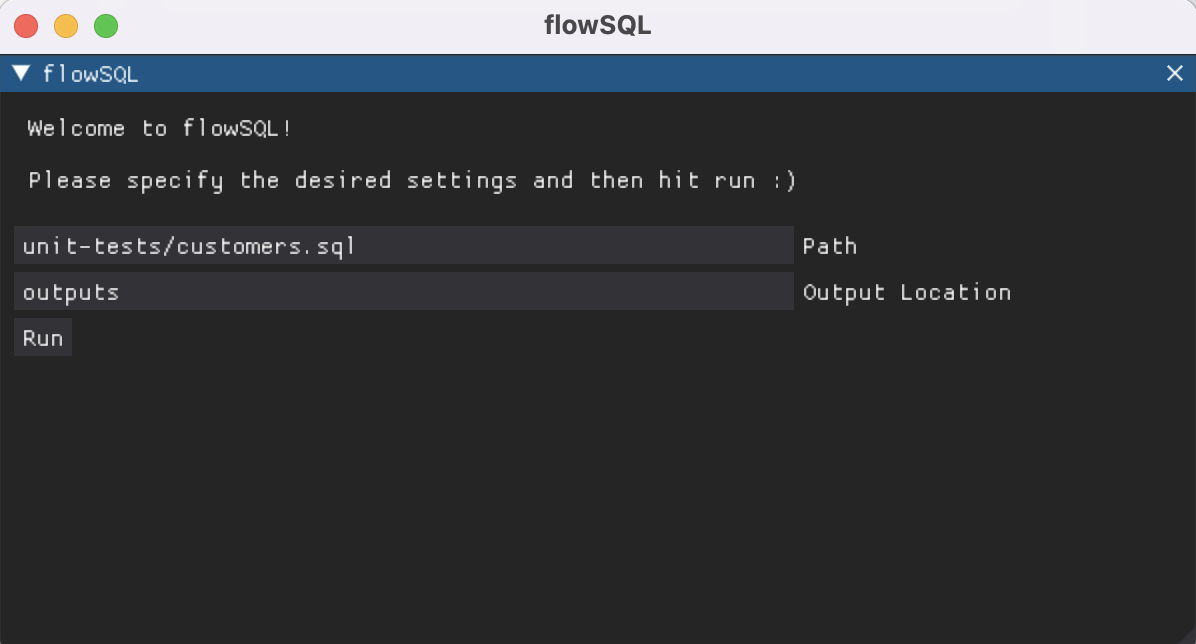 flowSQL
flowSQL
Welcome to flowSQL!
Please specify the desired settings and then hit run :)
unit-tests/customers.sql Path
outputs Output Location
Run